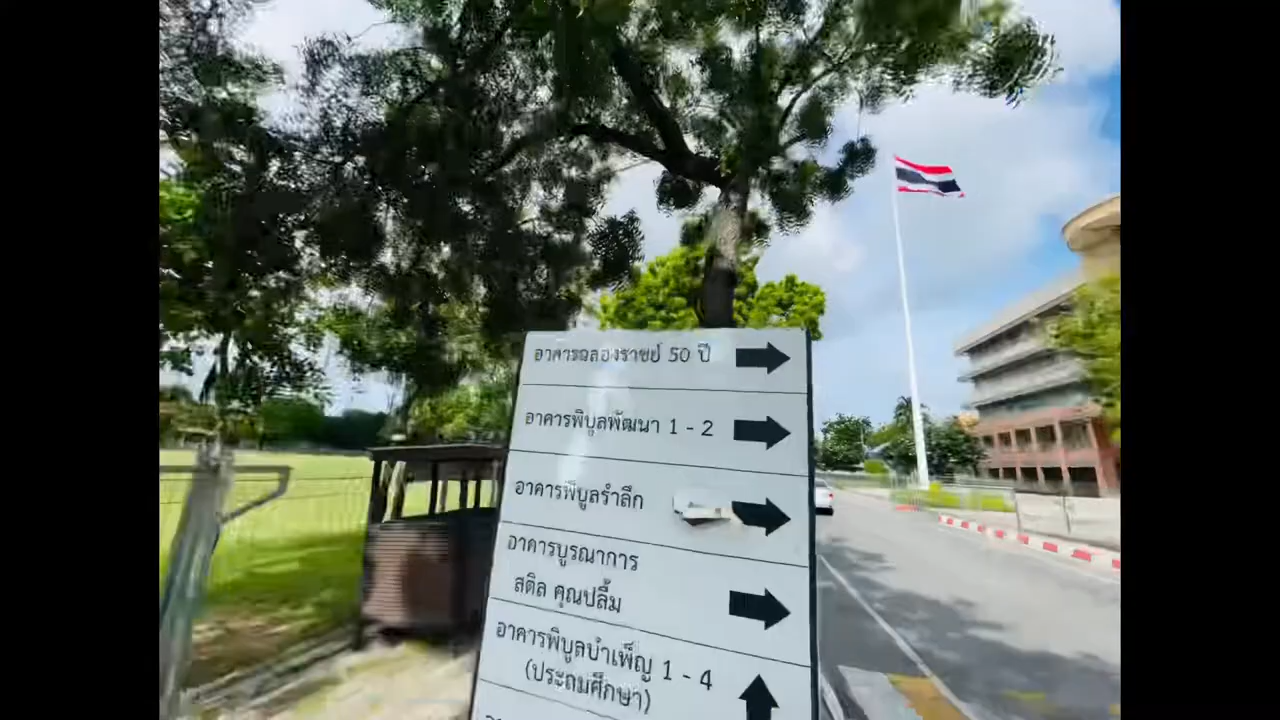 อาคารฉลองราชย์ 50 ปี
อาคารพิบูลพัฒนา 1 - 2
อาคารพิบูลรำลึก
อาคารบูรณาการ
สติล คุณปลื้ม
อาคารพิบูลบำเพ็ญ 1 - 4
(ประถมศึกษา)